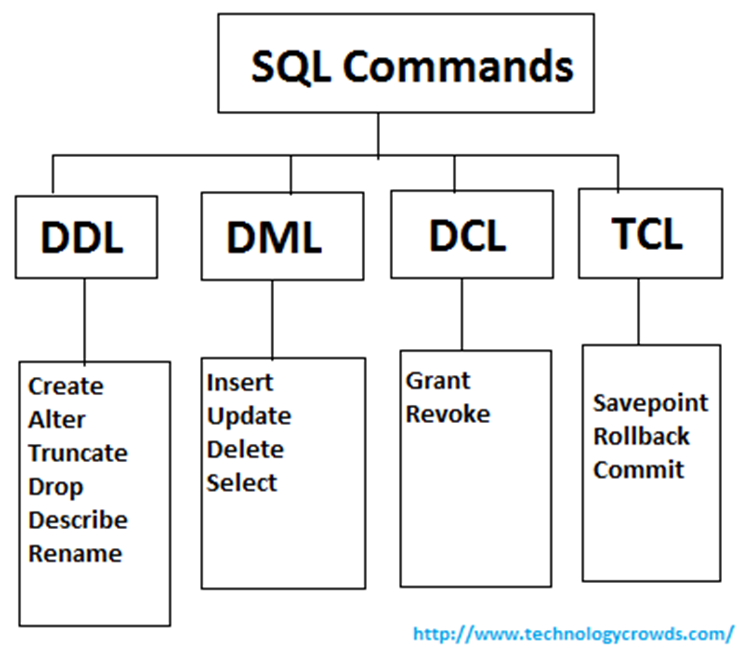 SQL Commands
DDL
DML
DCL
TCL
Create
Alter
Truncate
Drop
Describe
Rename
Insert
Update
Delete
Select
Grant
Revoke
Savepoint
Rollback
Commit
http://www.technologycrowds.com/